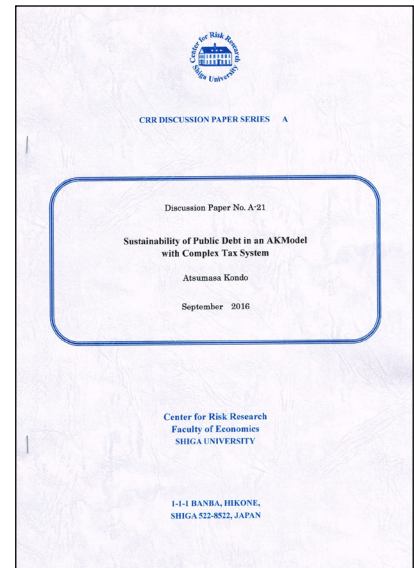 Center for Risk Research
Shiga University
CRR DISCUSSION PAPER SERIES A
Discussion Paper No. A-21
Sustainability of Public Debt in an AKModel
with Complex Tax System
Atsumasa Kondo
September 2016
Center for Risk Research
Faculty of Economics
SHIGA UNIVERSITY
1-1-1 BANBA, HIKONE,
SHIGA 522-8522, JAPAN